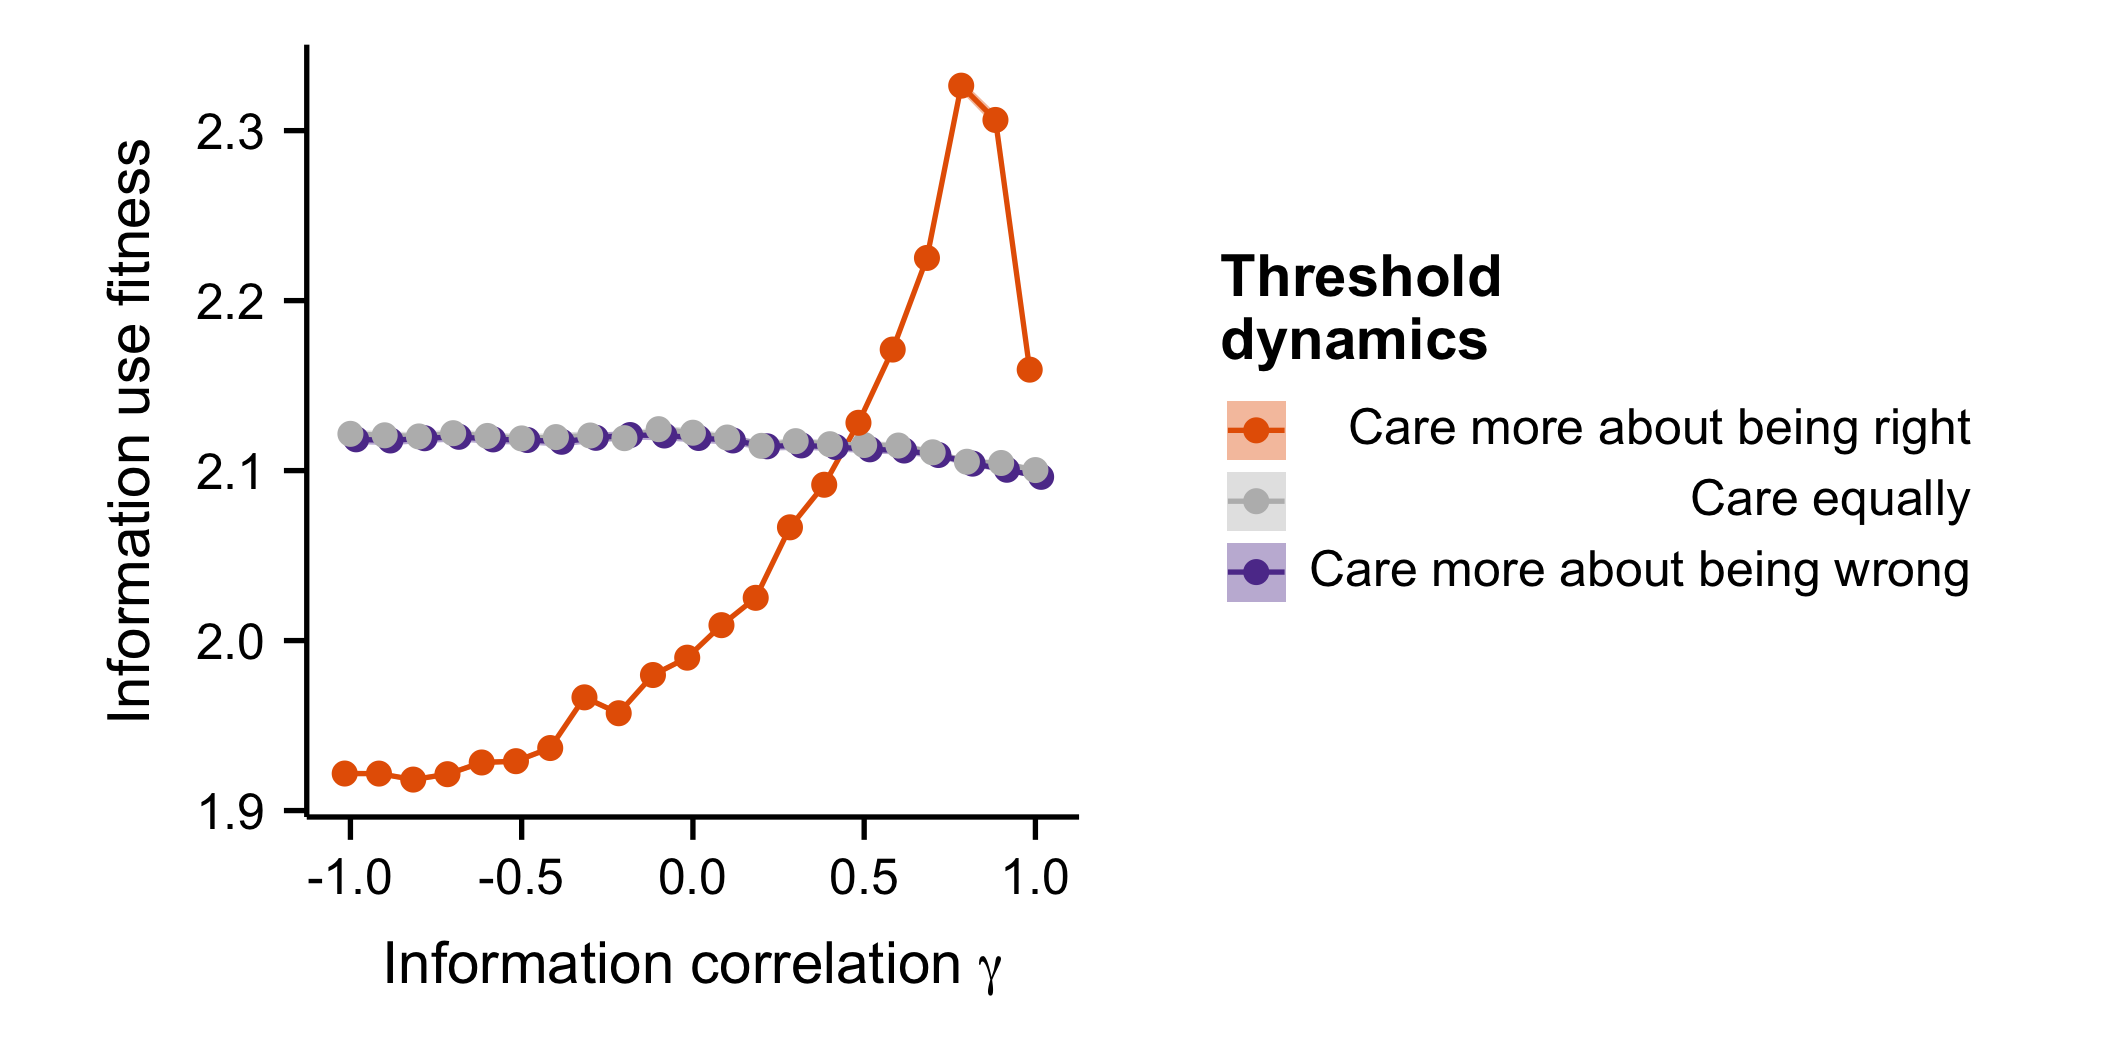 Information use fitness
2.3
2.2
2.1
2.0
1.9
-1.0 -0.5 0.0 0.5 1.0
Information correlation γ
Threshold
dynamics
Care more about being right
Care equally
Care more about being wrong